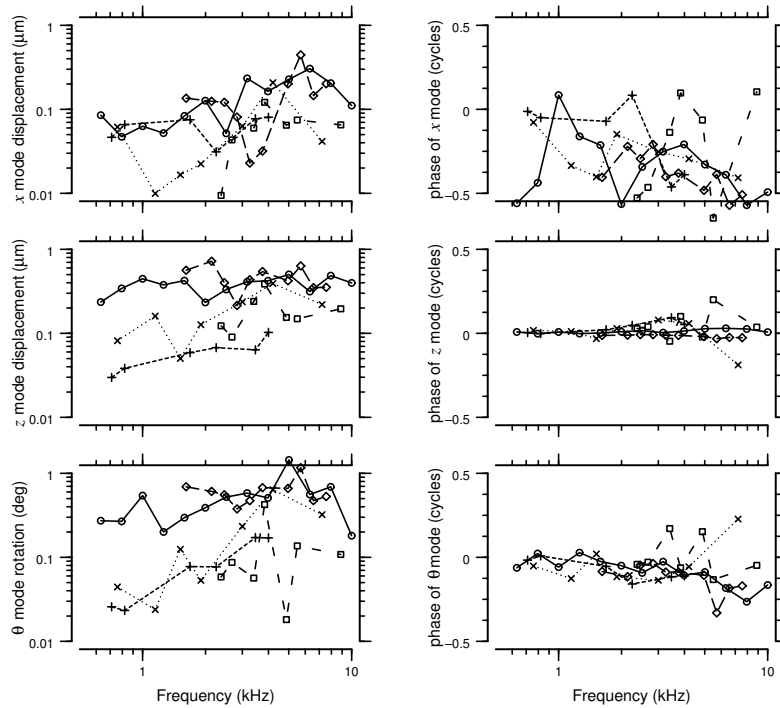 x mode displacement (μm)
1
0.1
0.01
phase of x mode (cycles)
0.5
0
−0.5
z mode displacement (μm)
1
0.1
0.01
phase of z mode (cycles)
0.5
0
−0.5
θ mode rotation (deg)
1
0.1
0.01
1
10
Frequency (kHz)
phase of θ mode (cycles)
0.5
0
−0.5
1
10
Frequency (kHz)